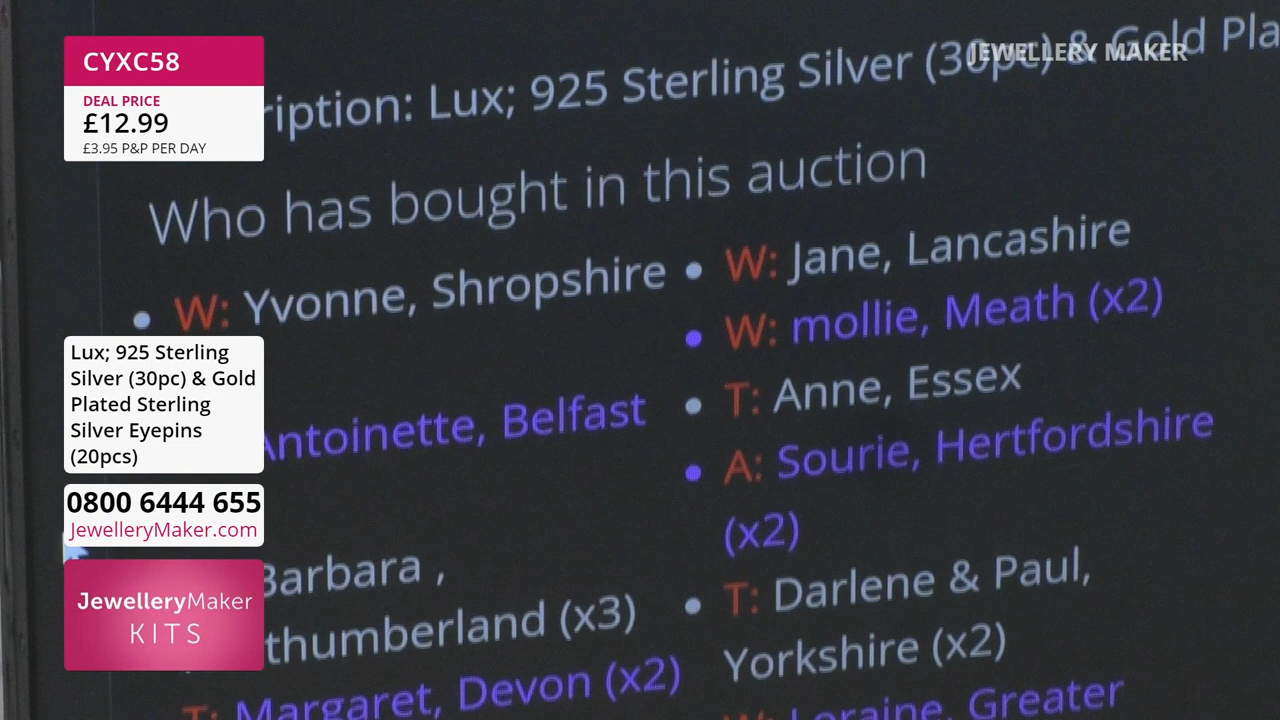 CYXC58
DEAL PRICE
£12.99
£3.95 P&P PER DAY
JEWELLERY MAKER
ription: Lux; 925 Sterling Silver (30pc) & Gold Pla
Who has bought in this auction
W: Yvonne, Shropshire
Antoinette, Belfast
Barbara ,
thumberland (x3)
T: Margaret, Devon (x2)
W: Jane, Lancashire
W: mollie, Meath (x2)
T: Anne, Essex
A: Sourie, Hertfordshire
(x2)
T: Darlene & Paul,
Yorkshire (x2)
W: Loraine, Greater
Lux; 925 Sterling
Silver (30pc) & Gold
Plated Sterling
Silver Eyepins
(20pcs)
0800 6444 655
JewelleryMaker.com
JewelleryMaker
KITS